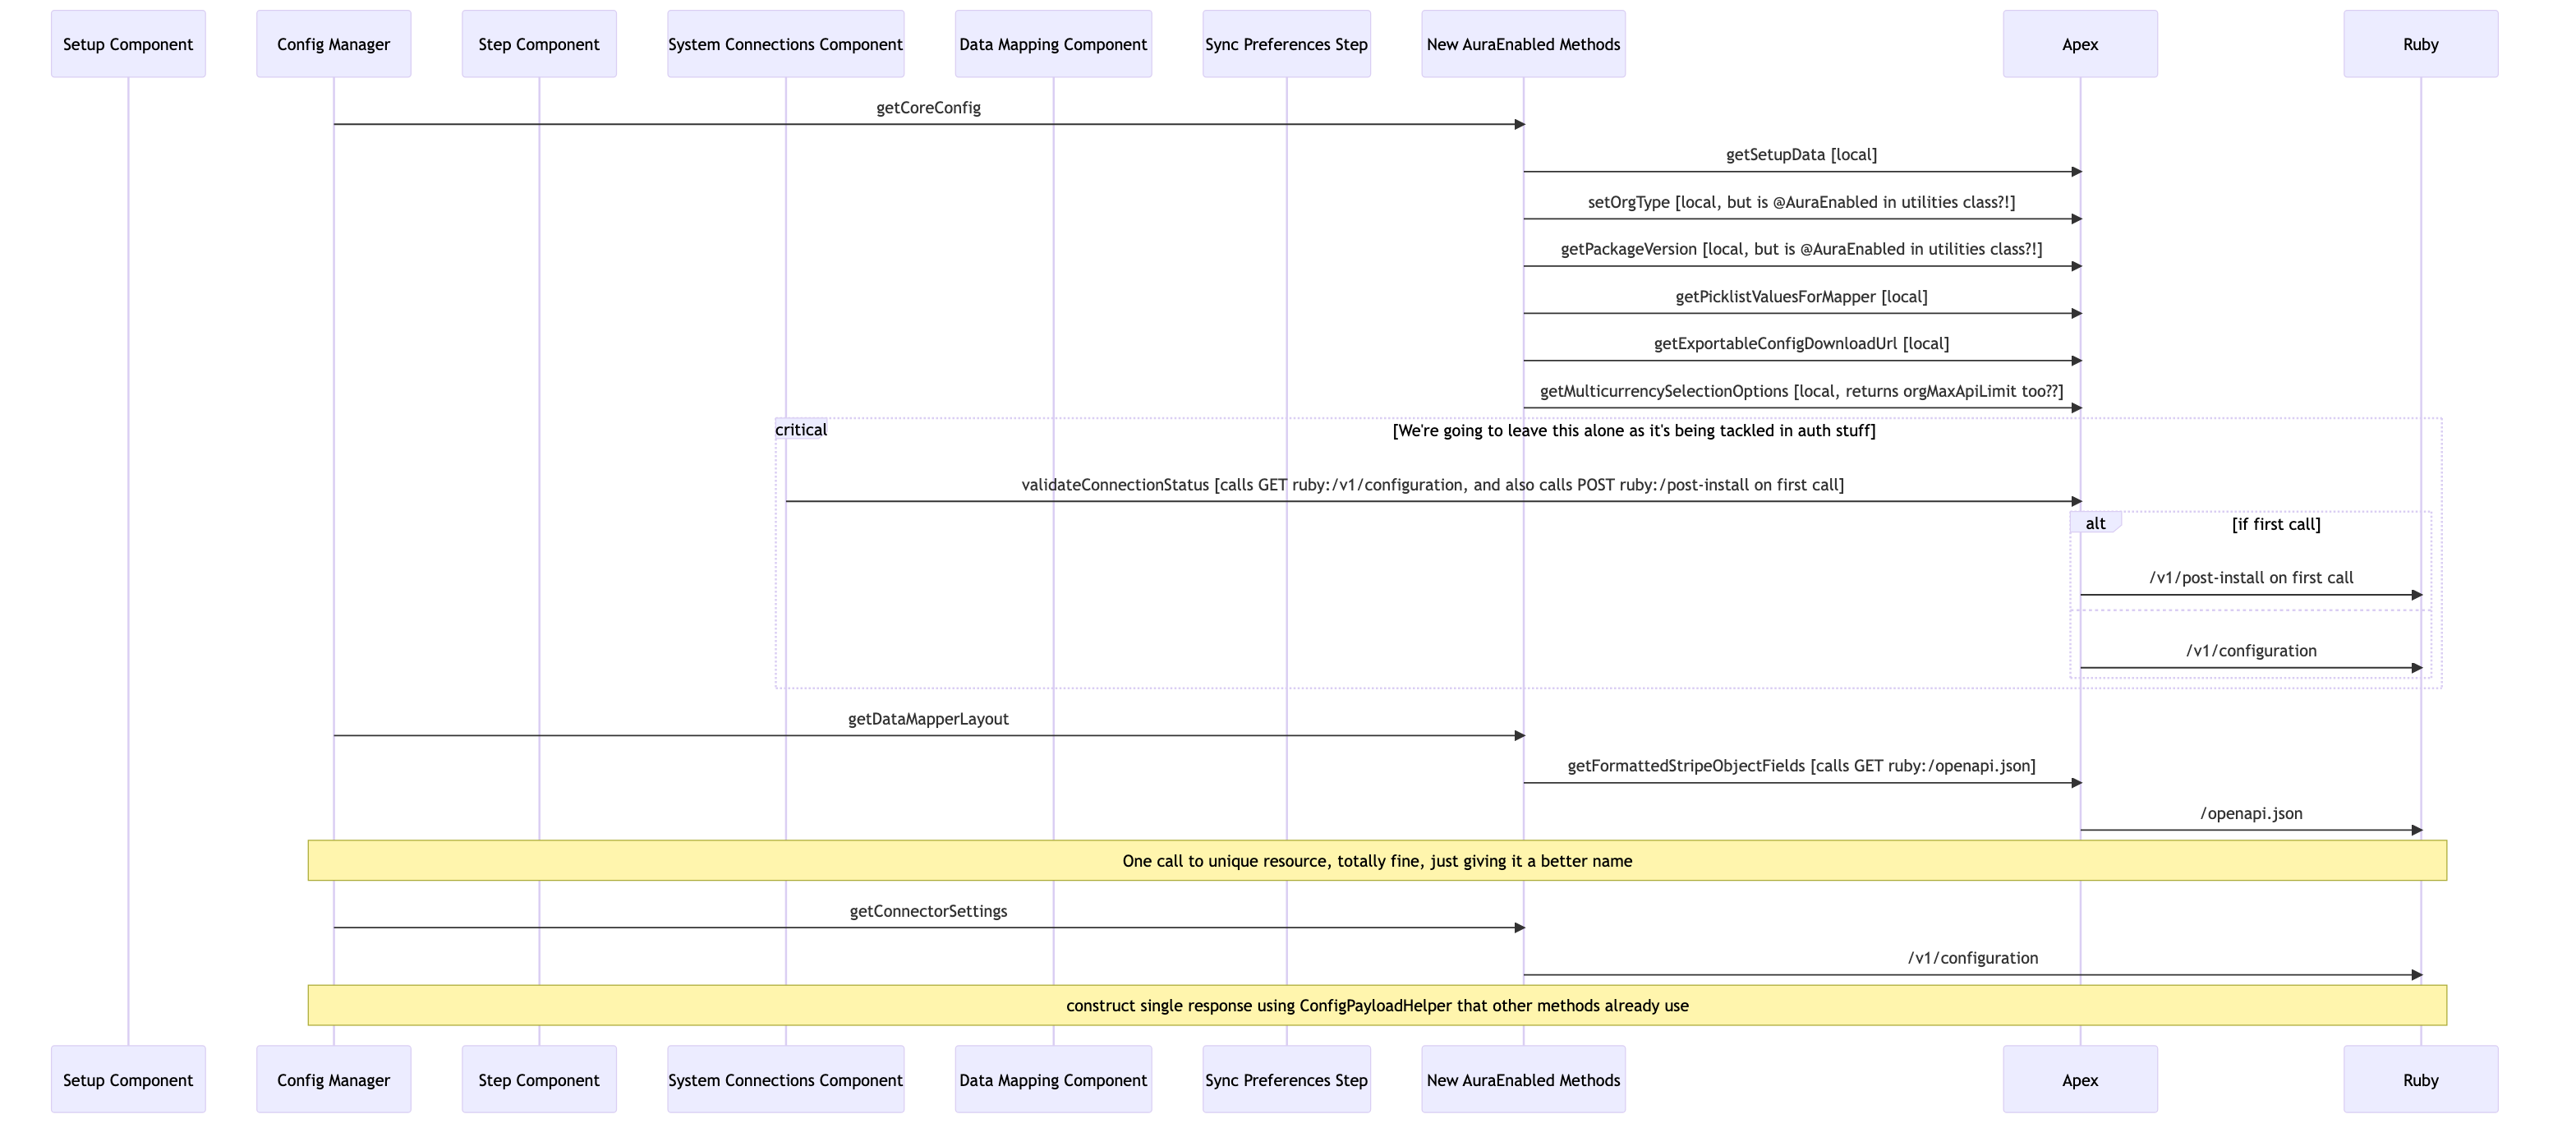 Setup Component
Config Manager
Step Component
System Connections Component
Data Mapping Component
Sync Preferences Step
New AuraEnabled Methods
Apex
Ruby
getCoreConfig
getSetupData [local]
setOrgType [local, but is @AuraEnabled in utilities class?!]
getPackageVersion [local, but is @AuraEnabled in utilities class?!]
getPicklistValuesForMapper [local]
getExportableConfigDownloadUrl [local]
getMulticurrencySelectionOptions [local, returns orgMaxApiLimit too??]
critical
[We're going to leave this alone as it's being tackled in auth stuff]
validateConnectionStatus [calls GET ruby:/v1/configuration, and also calls POST ruby:/post-install on first call]
alt
[if first call]
/v1/post-install on first call
/v1/configuration
getDataMapperLayout
getFormattedStripeObjectFields [calls GET ruby:/openapi.json]
/openapi.json
One call to unique resource, totally fine, just giving it a better name
getConnectorSettings
/v1/configuration
construct single response using ConfigPayloadHelper that other methods already use
Setup Component
Config Manager
Step Component
System Connections Component
Data Mapping Component
Sync Preferences Step
New AuraEnabled Methods
Apex
Ruby